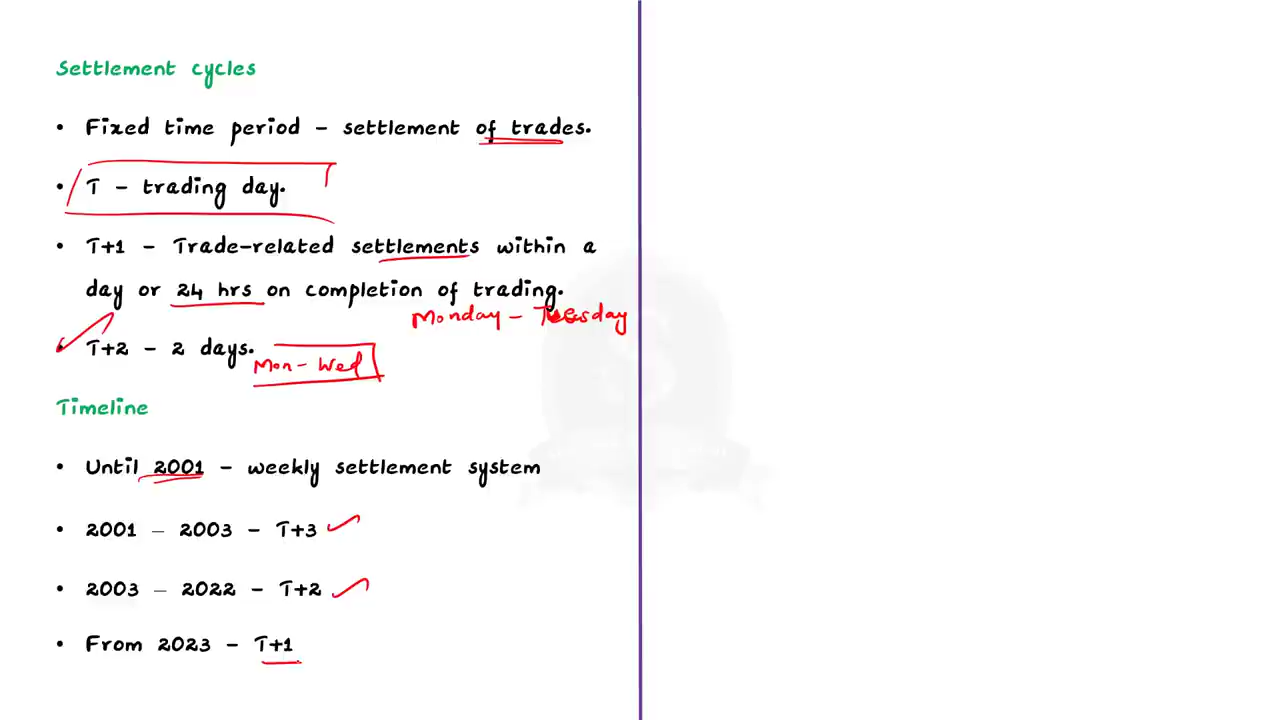 Settlement cycles
• Fixed time period – settlement of trades.
• T – trading day.
• T+1 – Trade-related settlements within a
day or 24 hrs on completion of trading.
Monday – Tuesday
• T+2 – 2 days.
Mon – Wed
Timeline
• Until 2001 – weekly settlement system
• 2001 – 2003 – T+3
• 2003 – 2022 – T+2
• From 2023 – T+1